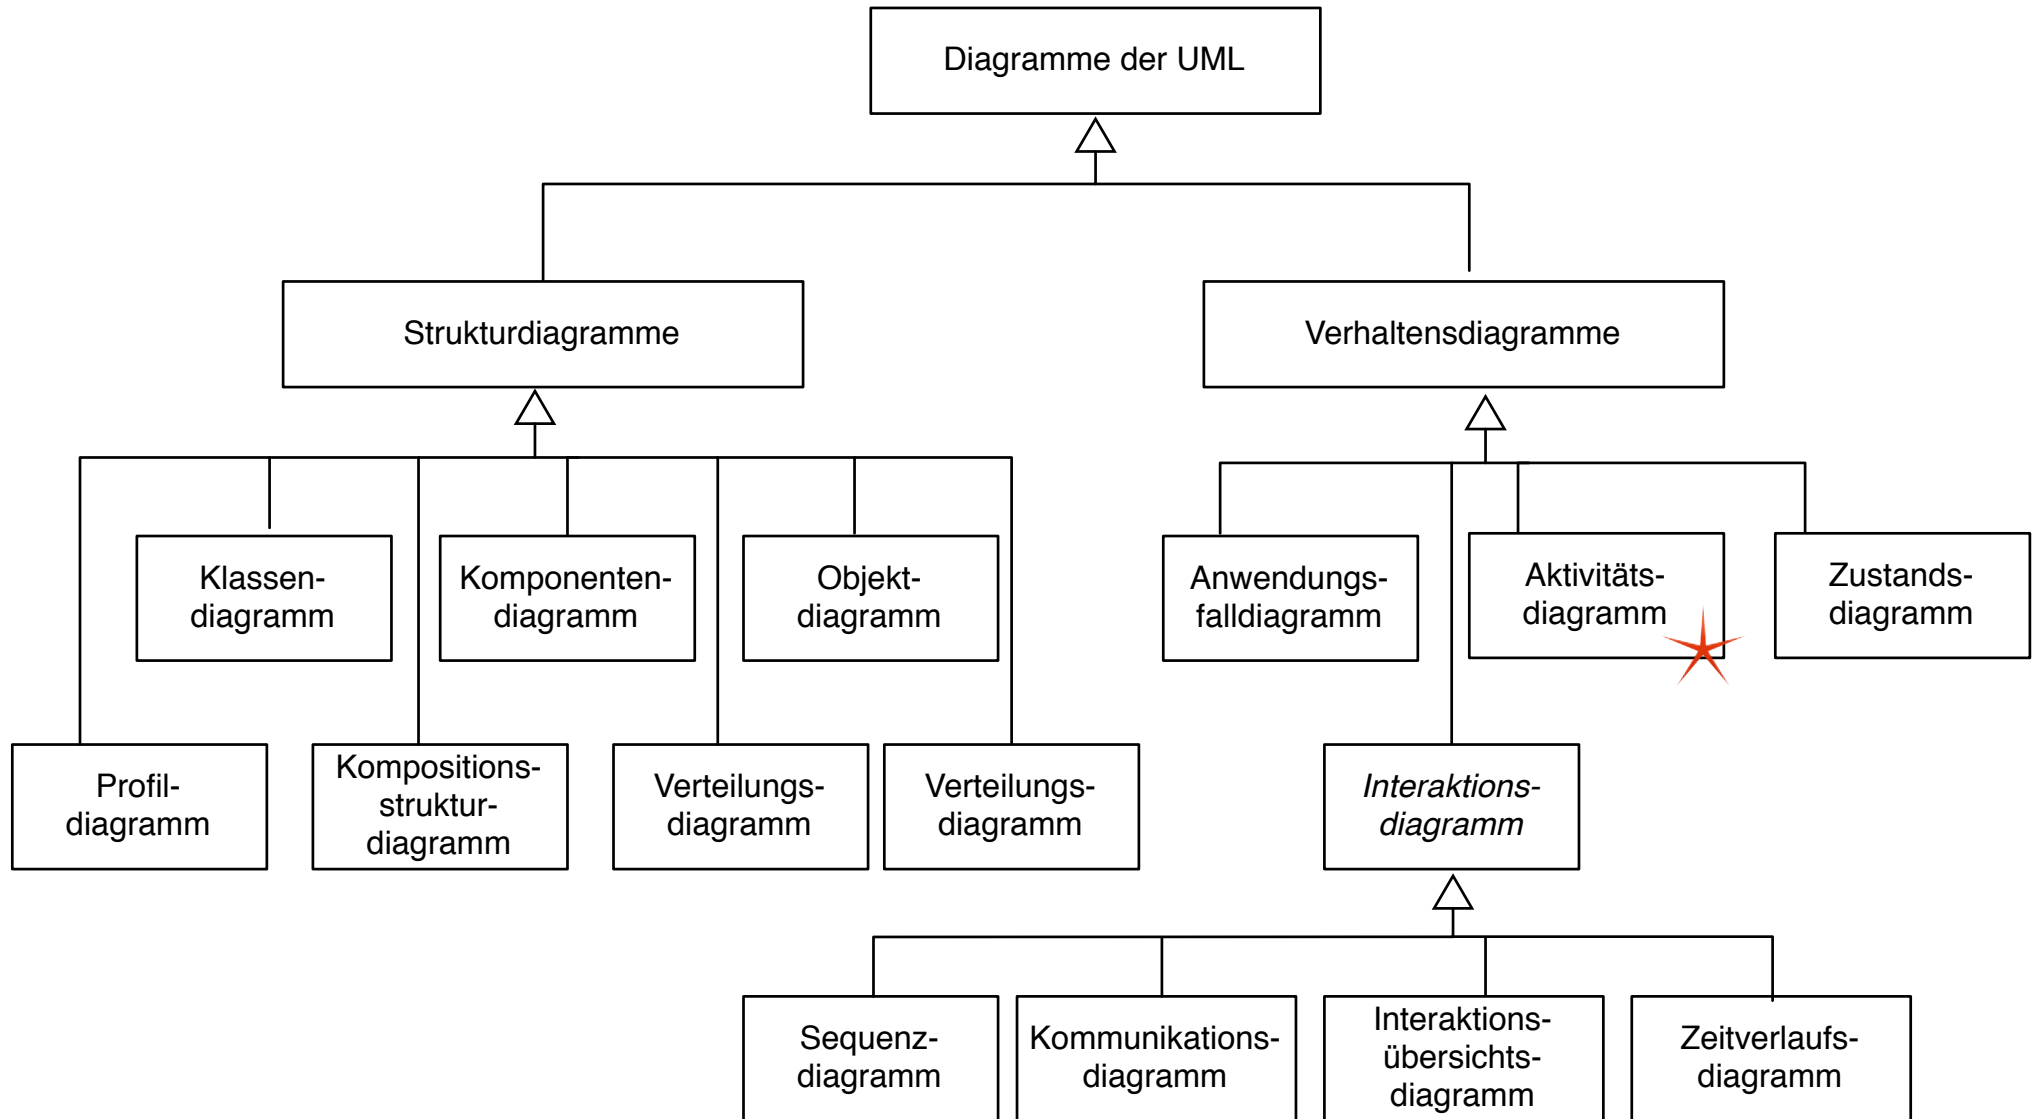 Diagramme der UML
Strukturdiagramme
Verhaltensdiagramme
Klassen-
diagramm
Komponenten-
diagramm
Objekt-
diagramm
Anwendungs-
falldiagramm
Aktivitäts-
diagramm
Zustands-
diagramm
Profil-
diagramm
Kompositions-
struktur-
diagramm
Verteilungs-
diagramm
Verteilungs-
diagramm
Interaktions-
diagramm
Sequenz-
diagramm
Kommunikations-
diagramm
Interaktions-
übersichts-
diagramm
Zeitverlaufs-
diagramm